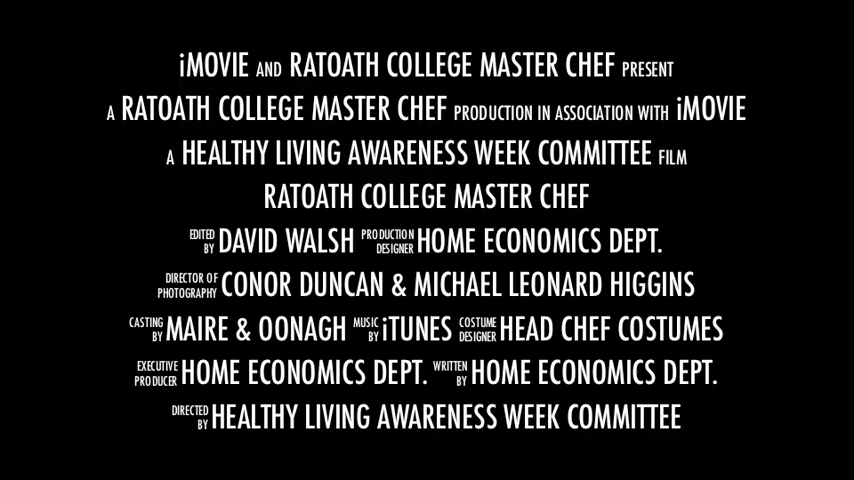 iMOVIE AND RATOATH COLLEGE MASTER CHEF PRESENT
A RATOATH COLLEGE MASTER CHEF PRODUCTION IN ASSOCIATION WITH iMOVIE
A HEALTHY LIVING AWARENESS WEEK COMMITTEE FILM
RATOATH COLLEGE MASTER CHEF
EDITED BY DAVID WALSH PRODUCTION DESIGNER HOME ECONOMICS DEPT.
DIRECTOR OF PHOTOGRAPHY CONOR DUNCAN & MICHAEL LEONARD HIGGINS
CASTING BY MAIRE & OONAGH MUSIC BY iTUNES COSTUME DESIGNER HEAD CHEF COSTUMES
EXECUTIVE PRODUCER HOME ECONOMICS DEPT. WRITTEN BY HOME ECONOMICS DEPT.
DIRECTED BY HEALTHY LIVING AWARENESS WEEK COMMITTEE